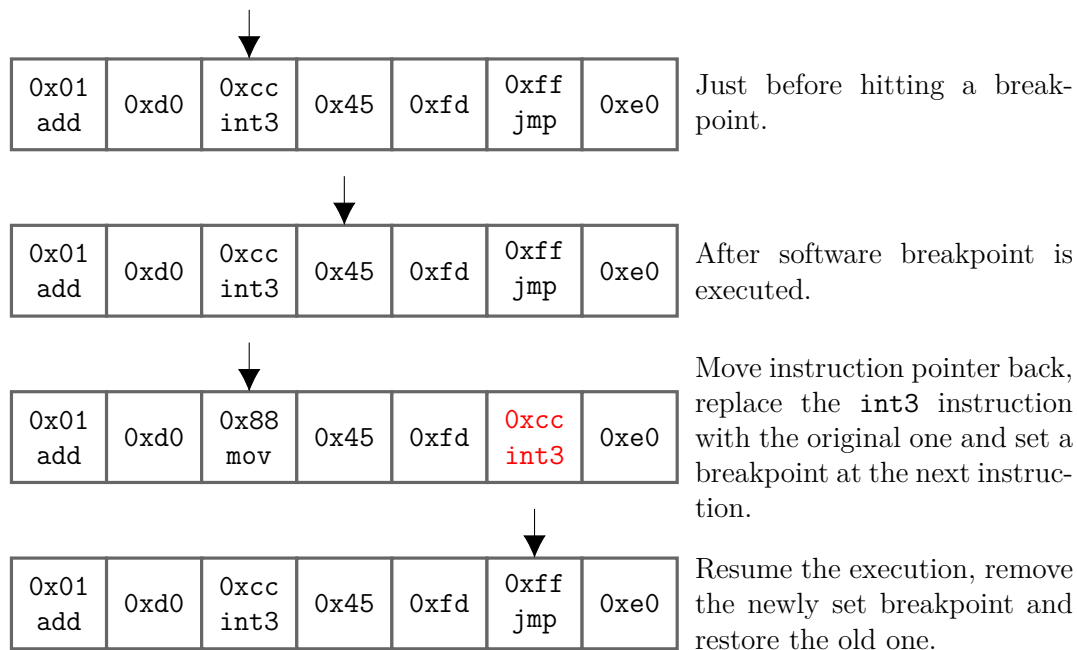 0x01 0xd0 0xcc 0x45 0xfd 0xff 0xe0
add int3 jmp
Just before hitting a break-
point.
0x01 0xd0 0xcc 0x45 0xfd 0xff 0xe0
add int3 jmp
After software breakpoint is
executed.
0x01 0xd0 0x88 0x45 0xfd 0xcc 0xe0
add mov int3
Move instruction pointer back,
replace the int3 instruction
with the original one and set a
breakpoint at the next instruc-
tion.
0x01 0xd0 0xcc 0x45 0xfd 0xff 0xe0
add int3 jmp
Resume the execution, remove
the newly set breakpoint and
restore the old one.